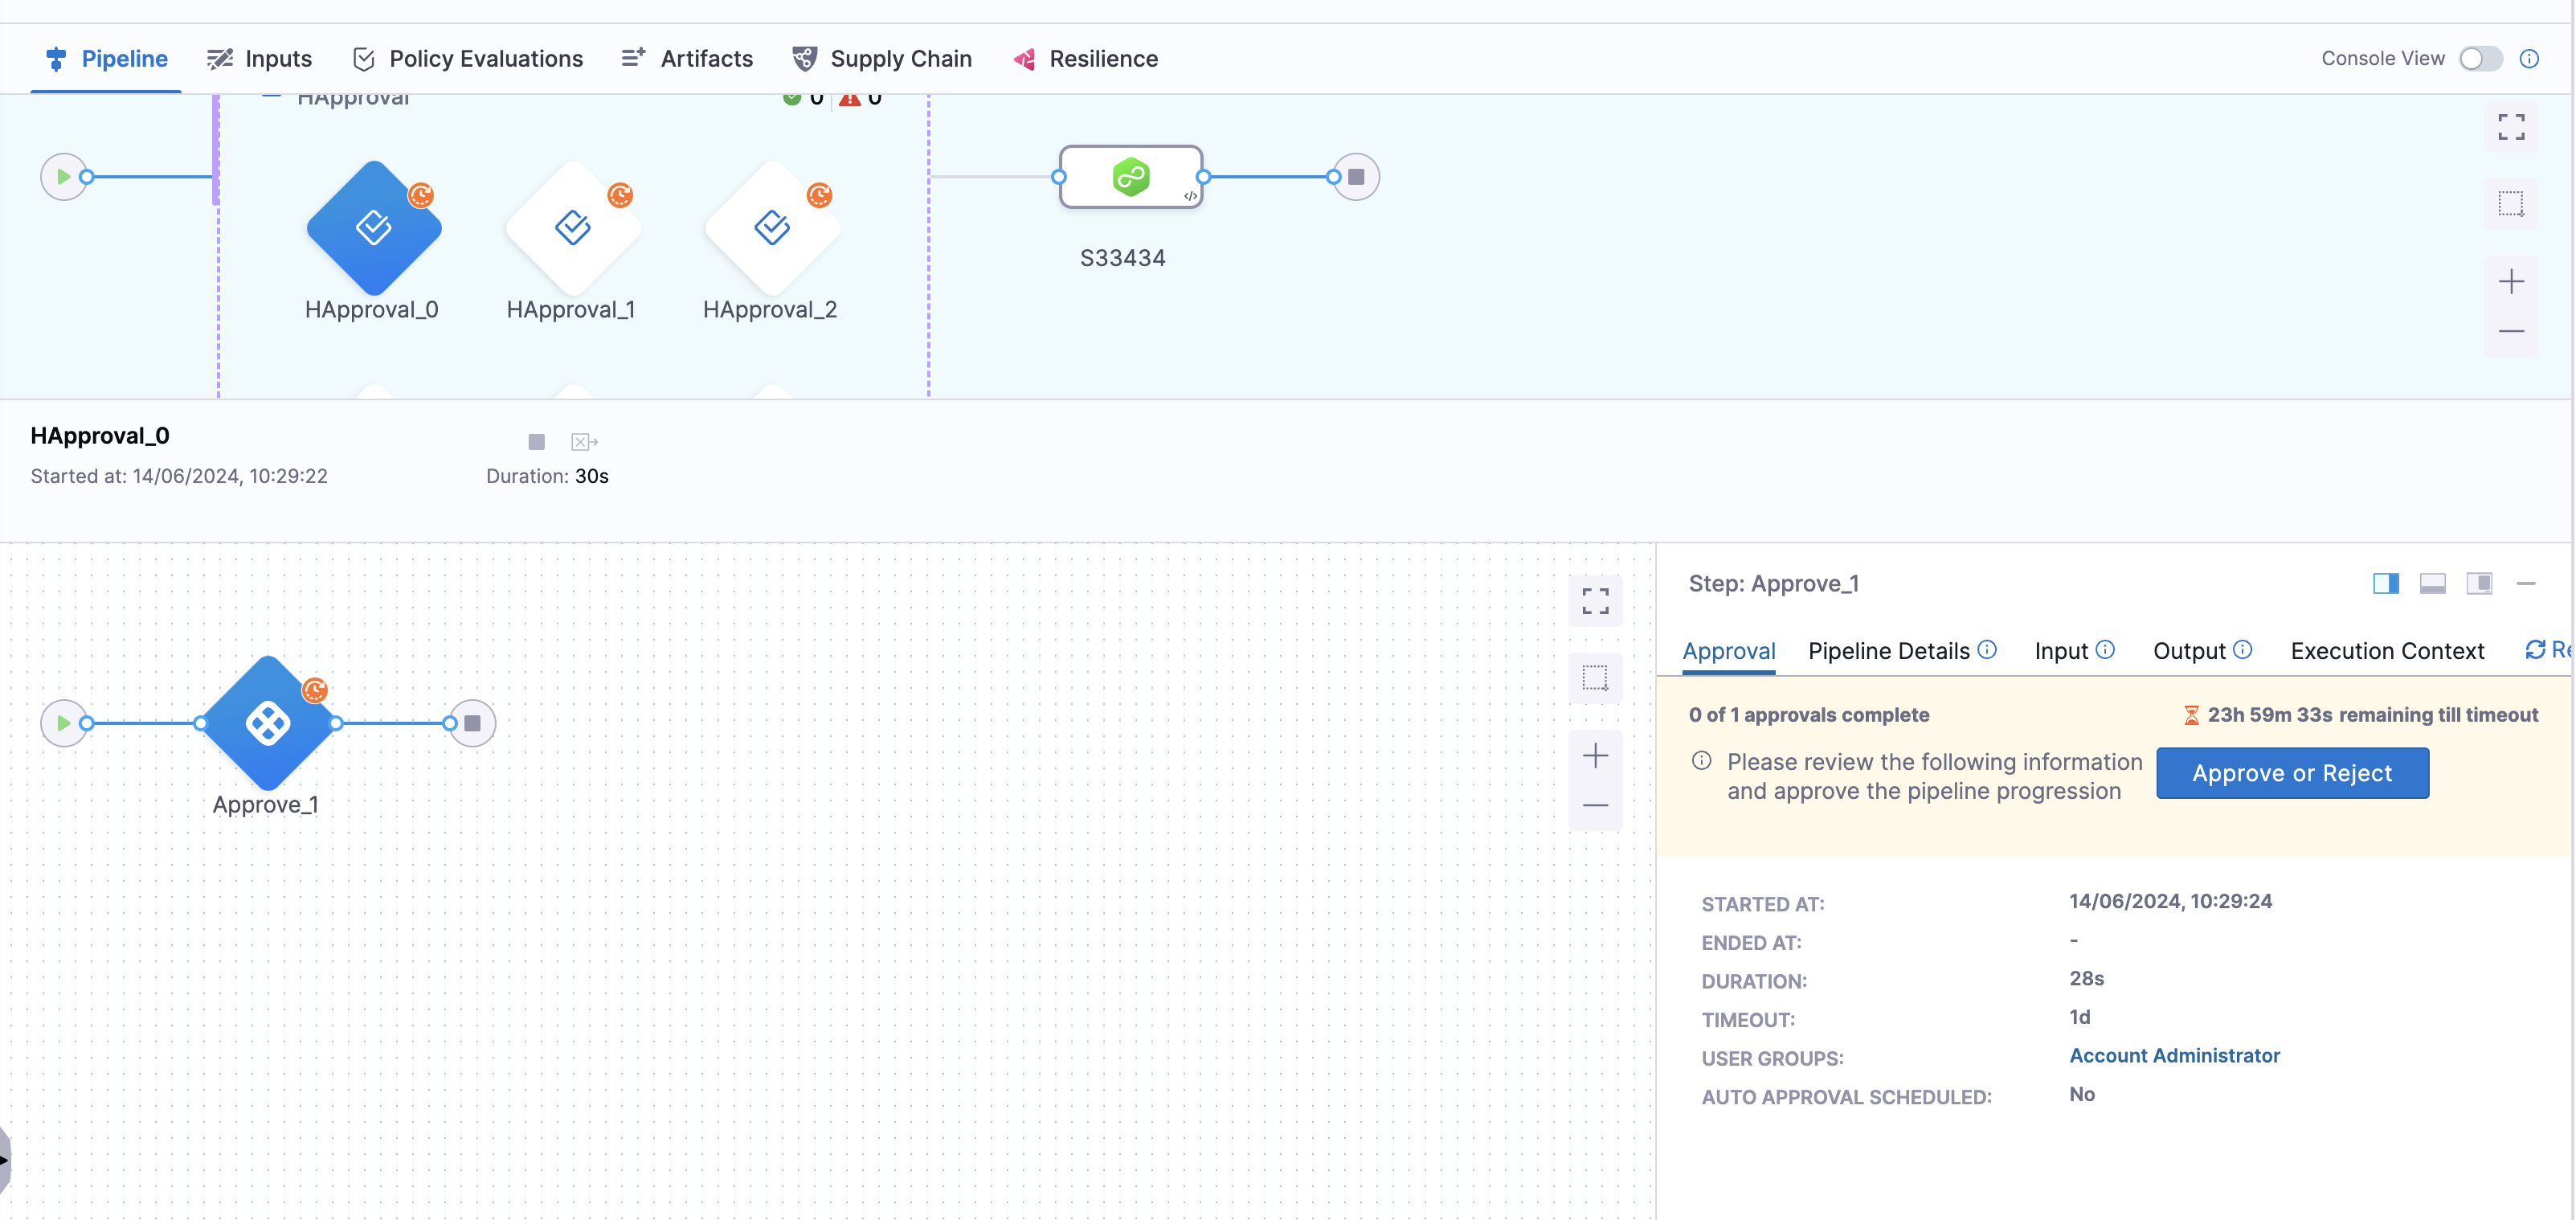 Pipeline Inputs Policy Evaluations Artifacts Supply Chain Resilience Console View
HApproval 0 0
HApproval_0 HApproval_1 HApproval_2 S33434
HApproval_0
Started at: 14/06/2024, 10:29:22 Duration: 30s
Approve_1
Step: Approve_1
Approval Pipeline Details Input Output Execution Context
0 of 1 approvals complete 23h 59m 33s remaining till timeout
Please review the following information
and approve the pipeline progression
Approve or Reject
STARTED AT: 14/06/2024, 10:29:24
ENDED AT: -
DURATION: 28s
TIMEOUT: 1d
USER GROUPS: Account Administrator
AUTO APPROVAL SCHEDULED: No